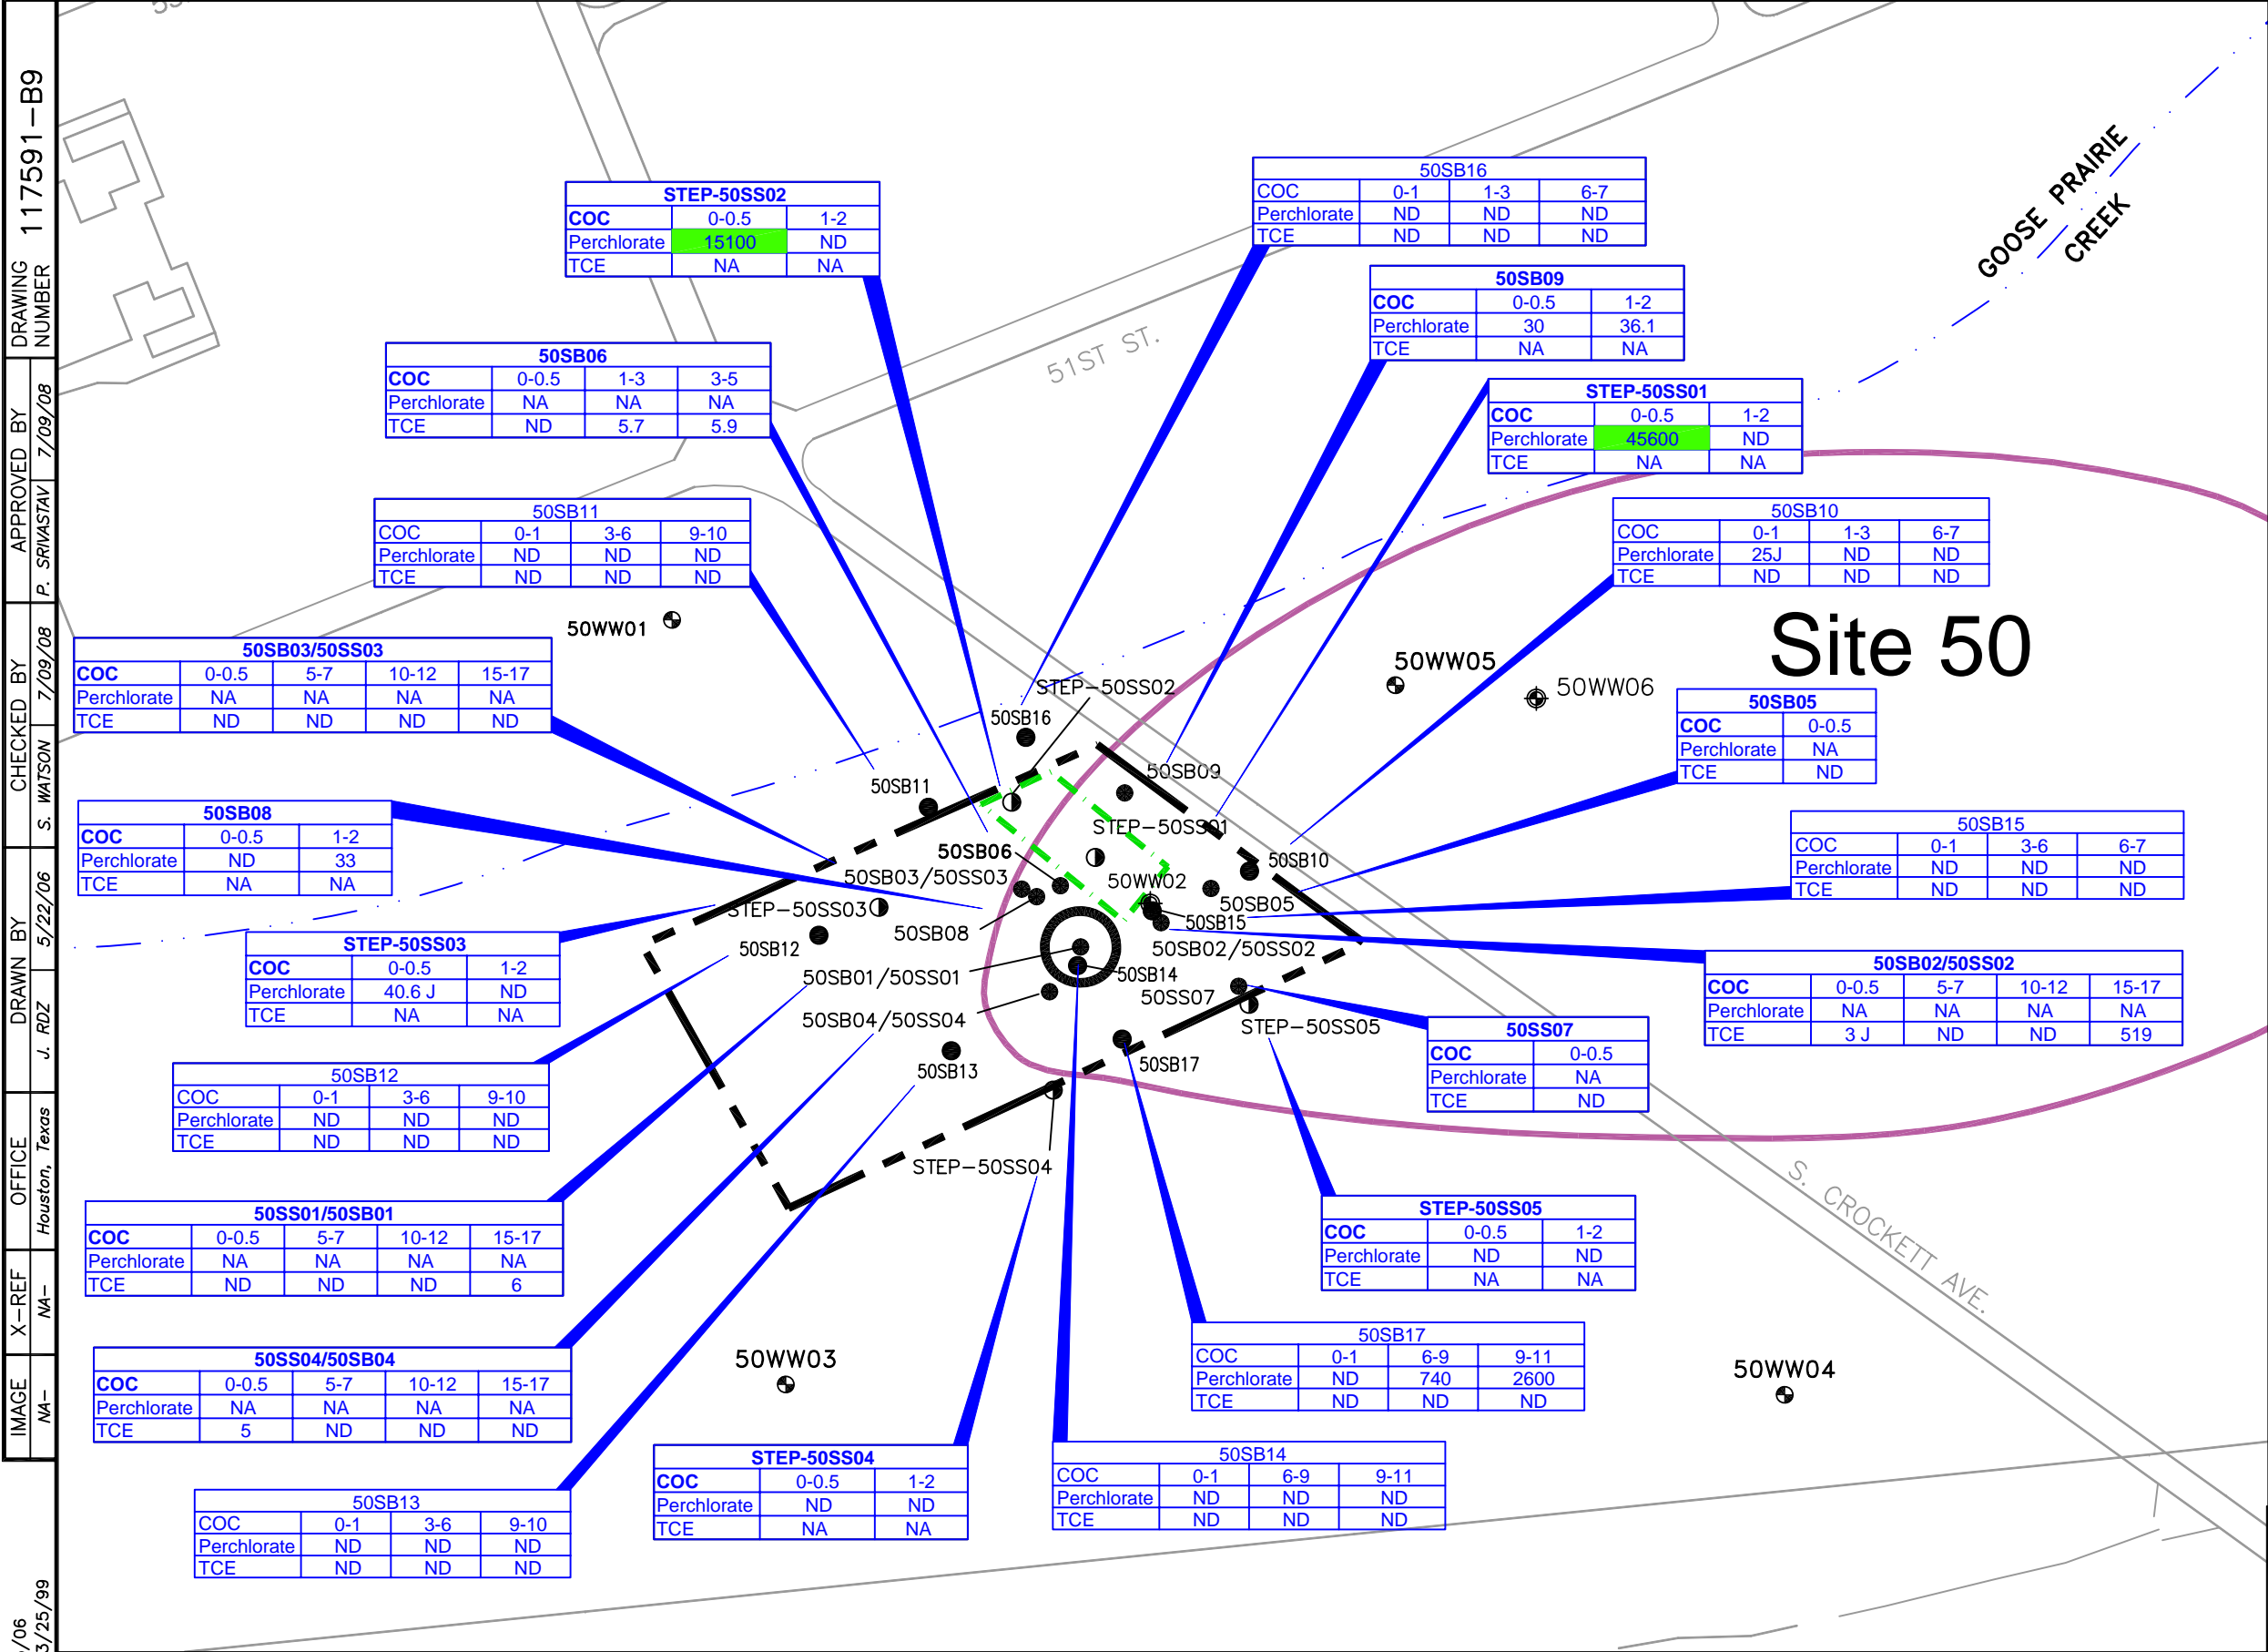 DRAWING NUMBER 117591-B9
APPROVED BY
P. SRIVASTAV 7/09/08
CHECKED BY
S. WATSON 7/09/08
DRAWN BY
J. RDZ 5/22/06
OFFICE
Houston, Texas
X-REF
NA-
IMAGE
NA-
/06
3/25/99
STEP-50SS02
COC 0-0.5 1-2
Perchlorate 15100 ND
TCE NA NA
50SB16
COC 0-1 1-3 6-7
Perchlorate ND ND ND
TCE ND ND ND
GOOSE PRAIRIE
CREEK
50SB09
COC 0-0.5 1-2
Perchlorate 30 36.1
TCE NA NA
51ST ST.
50SB06
COC 0-0.5 1-3 3-5
Perchlorate NA NA NA
TCE ND 5.7 5.9
STEP-50SS01
COC 0-0.5 1-2
Perchlorate 45600 ND
TCE NA NA
50SB11
COC 0-1 3-6 9-10
Perchlorate ND ND ND
TCE ND ND ND
50SB10
COC 0-1 1-3 6-7
Perchlorate 25J ND ND
TCE ND ND ND
Site 50
50WW01
50WW05
50WW06
50SB03/50SS03
COC 0-0.5 5-7 10-12 15-17
Perchlorate NA NA NA NA
TCE ND ND ND ND
50SB05
COC 0-0.5
Perchlorate NA
TCE ND
STEP-50SS02
50SB16
50SB09
50SB11
STEP-50SS01
50SB06
50SB10
50SB03/50SS03
50WW02
50SB05
STEP-50SS03
50SB15
50SB08
50SB12
50SB02/50SS02
50SB01/50SS01
50SB14
50SS07
50SB04/50SS04
STEP-50SS05
50SB13
50SB17
STEP-50SS04
50SB08
COC 0-0.5 1-2
Perchlorate ND 33
TCE NA NA
50SB15
COC 0-1 3-6 6-7
Perchlorate ND ND ND
TCE ND ND ND
STEP-50SS03
COC 0-0.5 1-2
Perchlorate 40.6 J ND
TCE NA NA
50SB02/50SS02
COC 0-0.5 5-7 10-12 15-17
Perchlorate NA NA NA NA
TCE 3 J ND ND 519
50SS07
COC 0-0.5
Perchlorate NA
TCE ND
50SB12
COC 0-1 3-6 9-10
Perchlorate ND ND ND
TCE ND ND ND
S. CROCKETT AVE.
50SS01/50SB01
COC 0-0.5 5-7 10-12 15-17
Perchlorate NA NA NA NA
TCE ND ND ND 6
STEP-50SS05
COC 0-0.5 1-2
Perchlorate ND ND
TCE NA NA
50SB17
COC 0-1 6-9 9-11
Perchlorate ND 740 2600
TCE ND ND ND
50WW03
50WW04
50SS04/50SB04
COC 0-0.5 5-7 10-12 15-17
Perchlorate NA NA NA NA
TCE 5 ND ND ND
STEP-50SS04
COC 0-0.5 1-2
Perchlorate ND ND
TCE NA NA
50SB14
COC 0-1 6-9 9-11
Perchlorate ND ND ND
TCE ND ND ND
50SB13
COC 0-1 3-6 9-10
Perchlorate ND ND ND
TCE ND ND ND